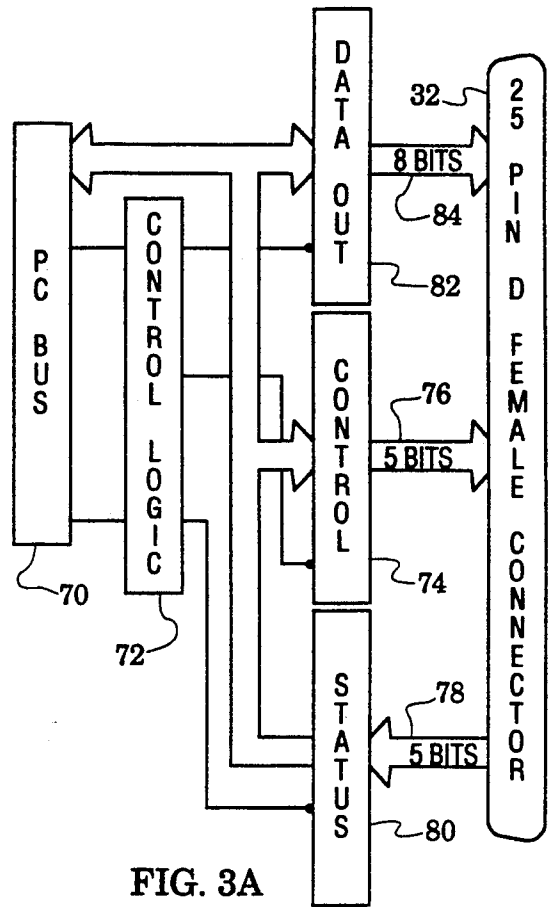 PC BUS
70
CONTROL LOGIC
72
DATA OUT
82
8 BITS
84
CONTROL
74
76
5 BITS
STATUS
80
78
5 BITS
32
25 PIN D FEMALE CONNECTOR
FIG. 3A